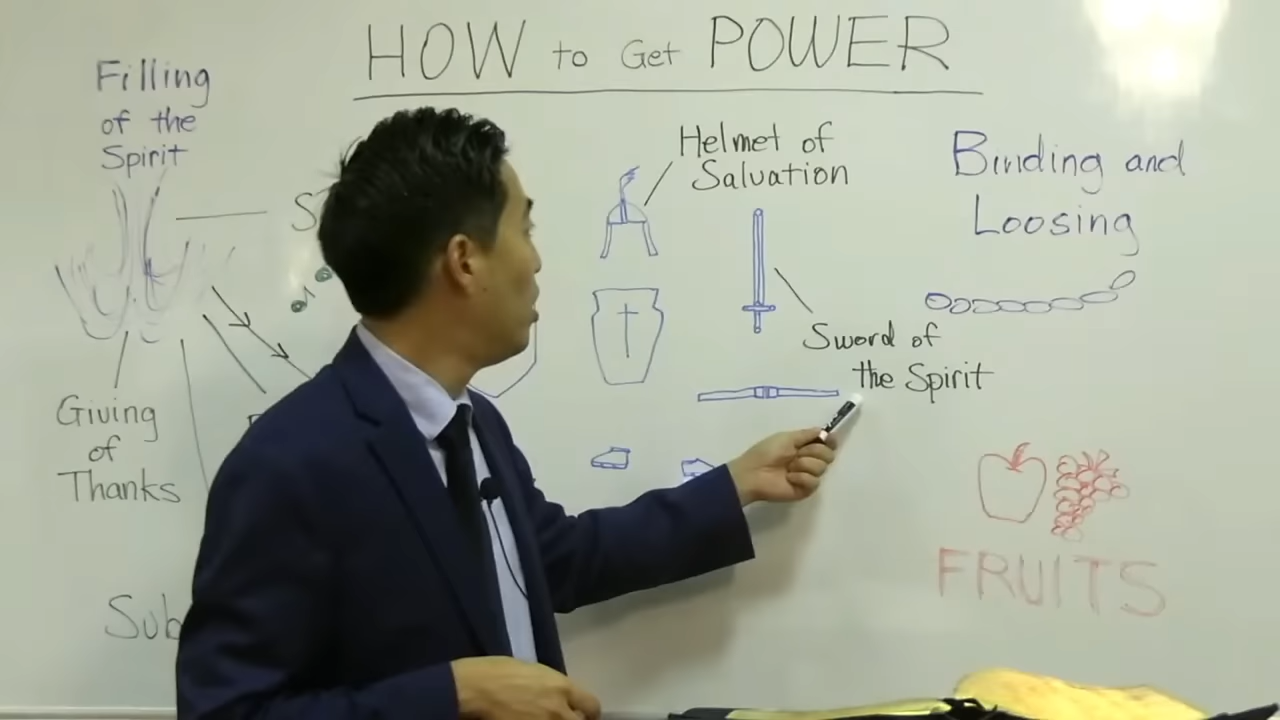 HOW to Get POWER
Filling
of the
Spirit
Giving
of
Thanks
Helmet of
Salvation
Sword of
the Spirit
Binding and
Loosing
FRUITS